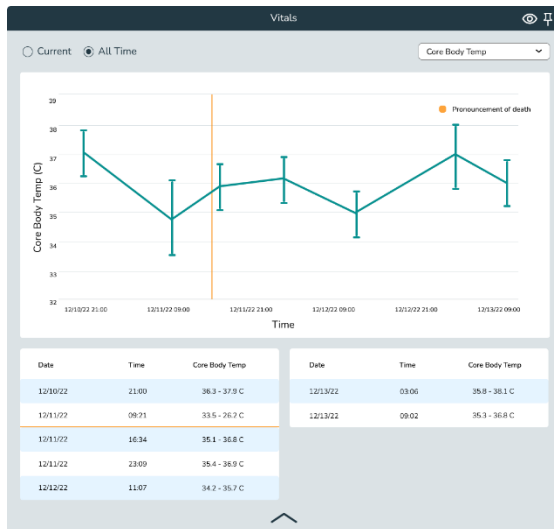 Vitals
Current All Time Core Body Temp
39
Pronouncement of death
38
37
36
35
34
33
32
Core Body Temp (C)
12/10/22 21:00 12/11/22 09:00 12/11/22 21:00 12/12/22 09:00 12/12/22 21:00 12/13/22 09:00
Time
Date Time Core Body Temp
12/10/22 21:00 36.3 - 37.9 C
12/11/22 09:21 33.5 - 26.2 C
12/11/22 16:34 35.1 - 36.8 C
12/11/22 23:09 35.4 - 36.9 C
12/12/22 11:07 34.2 - 35.7 C
Date Time Core Body Temp
12/13/22 03:06 35.8 - 38.1 C
12/13/22 09:02 35.3 - 36.8 C